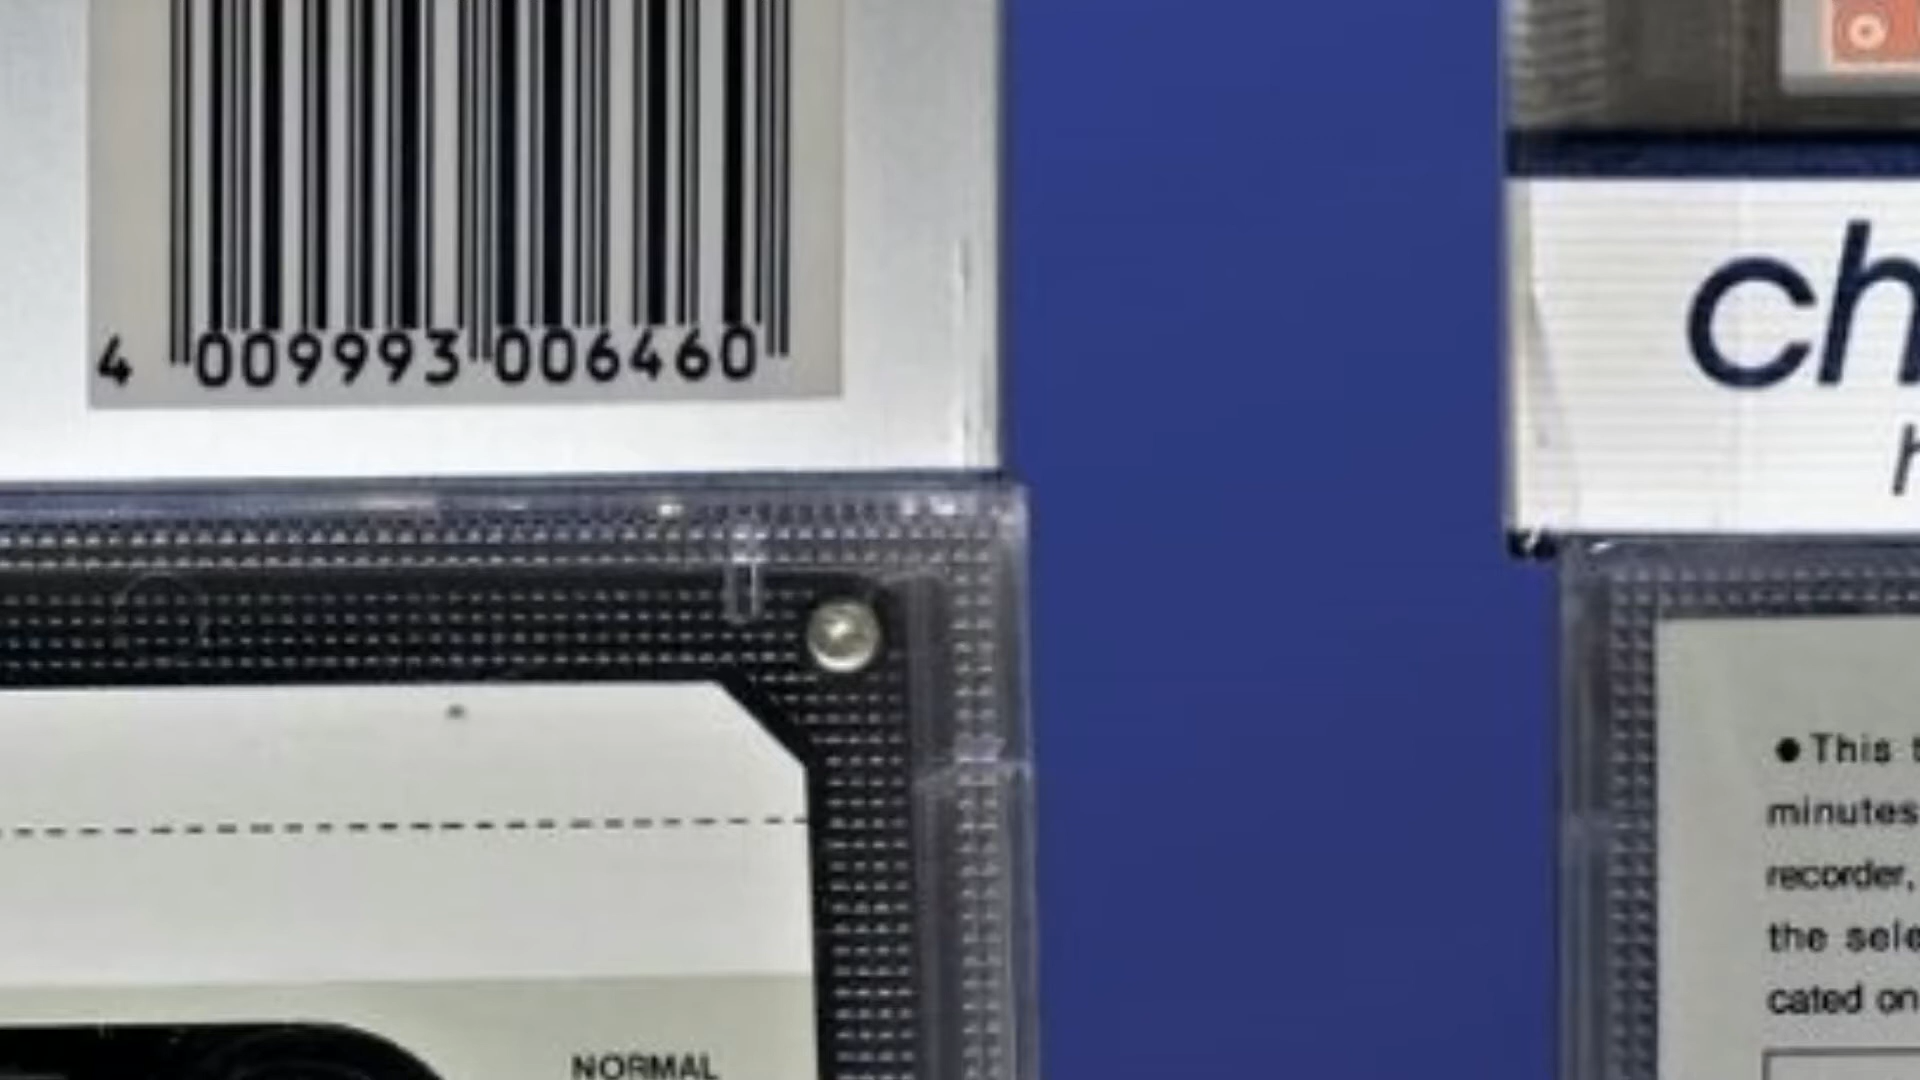 4 009993 006460
NORMAL
ch
h
●This t
minutes
recorder,
the sele
cated on